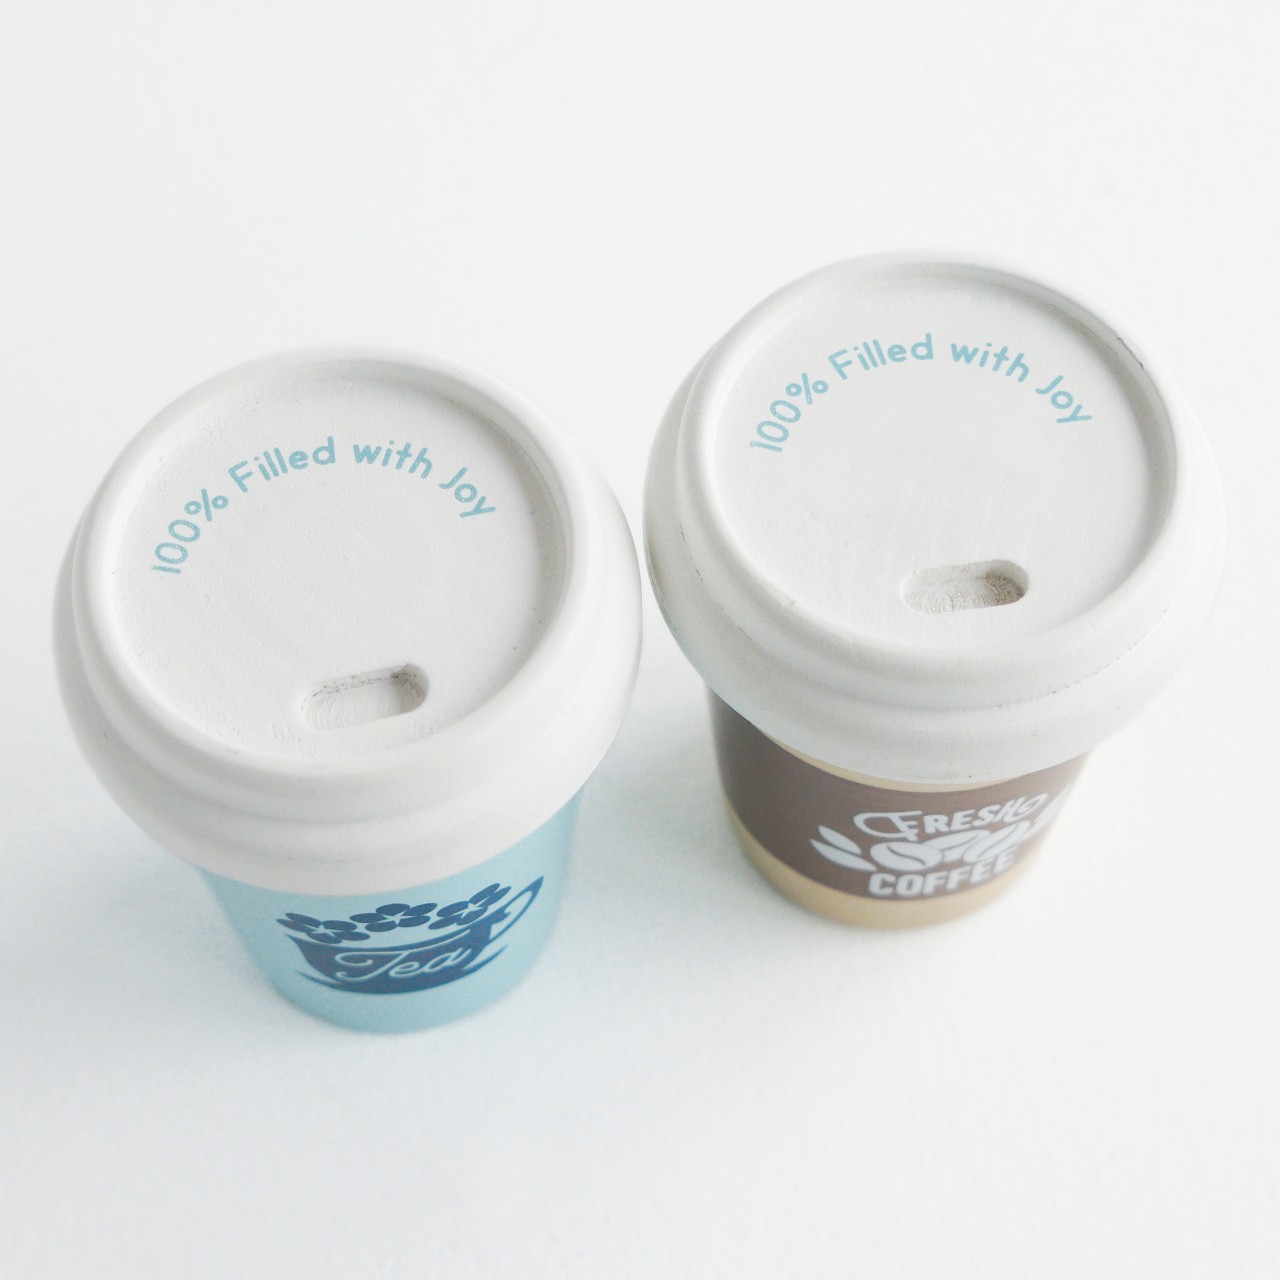 100% Filled with Joy
Tea
100% Filled with Joy
FRESH
COFFEE